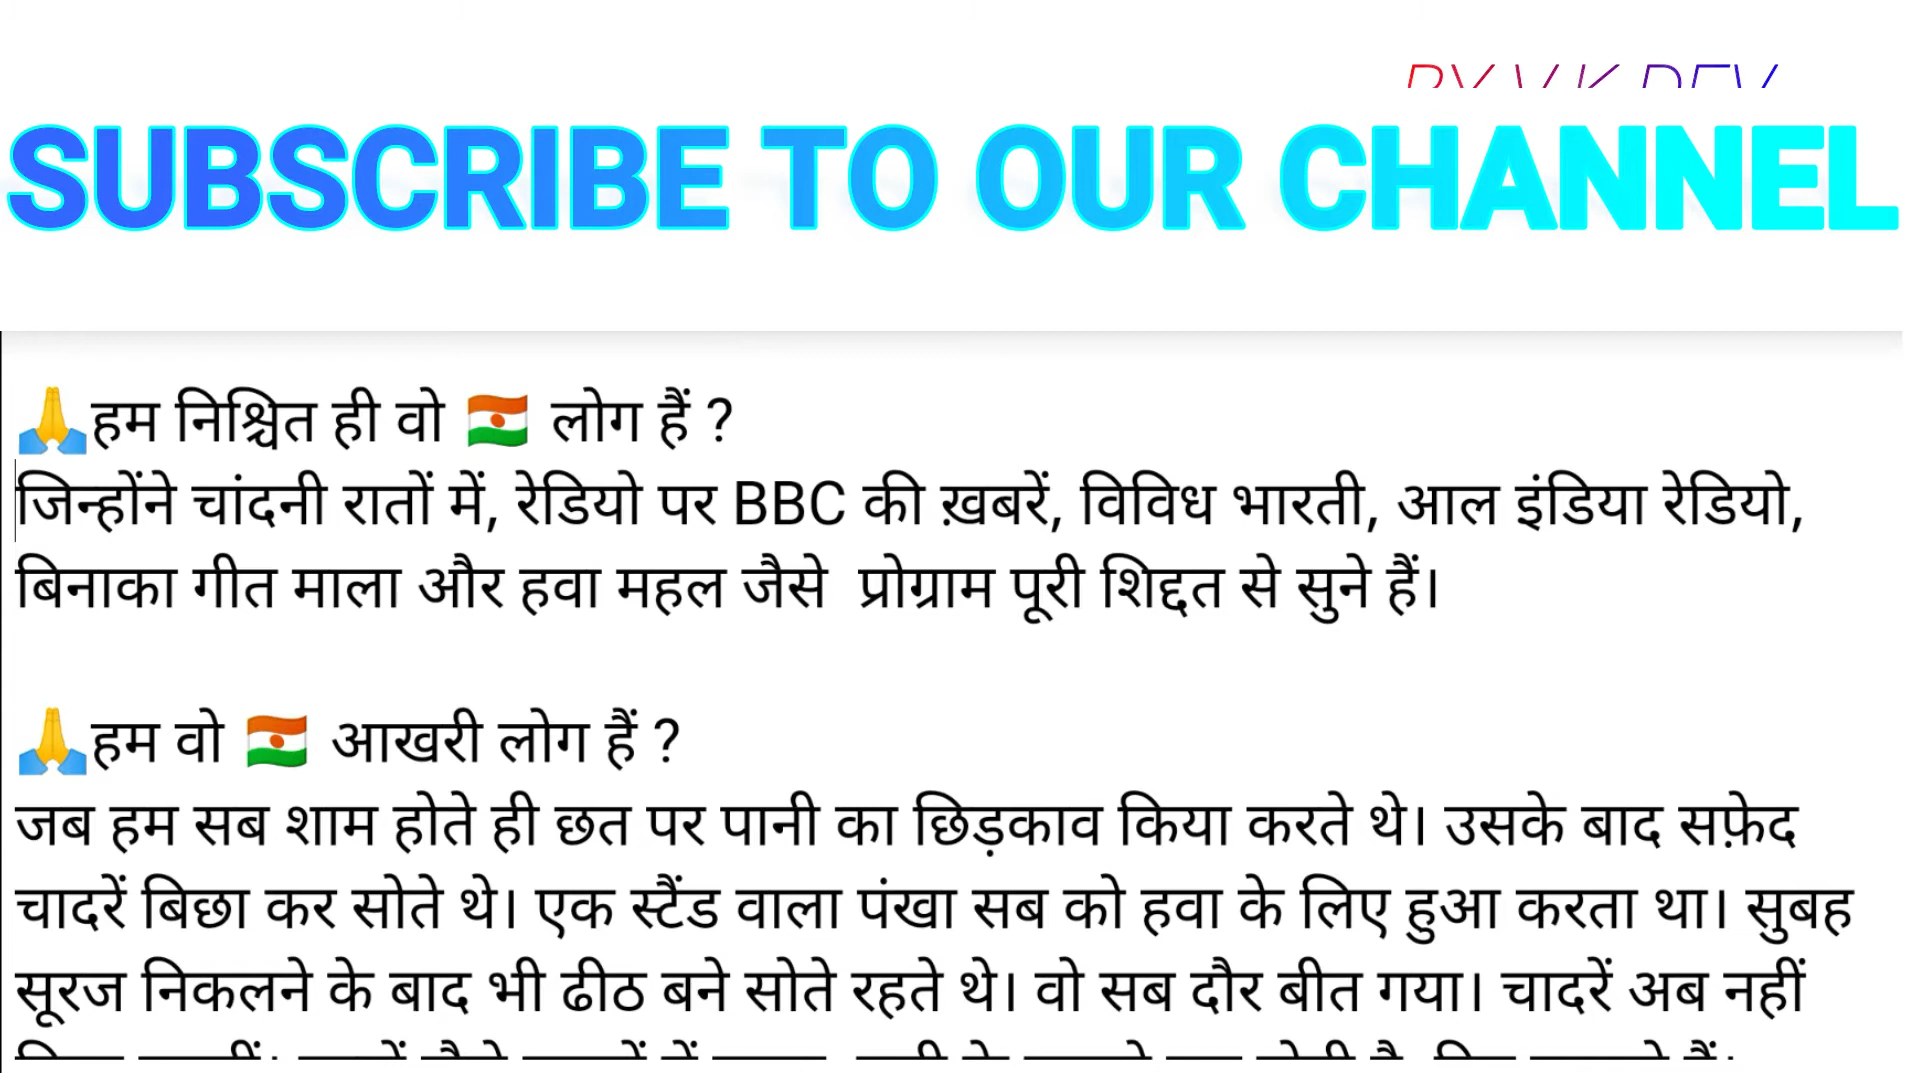 SUBSCRIBE TO OUR CHANNEL
🙏हम निश्चित ही वो 🇳🇪 लोग हैं ?
जिन्होंने चांदनी रातों में, रेडियो पर BBC की ख़बरें, विविध भारती, आल इंडिया रेडियो,
बिनाका गीत माला और हवा महल जैसे  प्रोग्राम पूरी शिद्दत से सुने हैं।
🙏हम वो 🇳🇪 आखरी लोग हैं ?
जब हम सब शाम होते ही छत पर पानी का छिड़काव किया करते थे। उसके बाद सफ़ेद
चादरें बिछा कर सोते थे। एक स्टैंड वाला पंखा सब को हवा के लिए हुआ करता था। सुबह
सूरज निकलने के बाद भी ढीठ बने सोते रहते थे। वो सब दौर बीत गया। चादरें अब नहीं